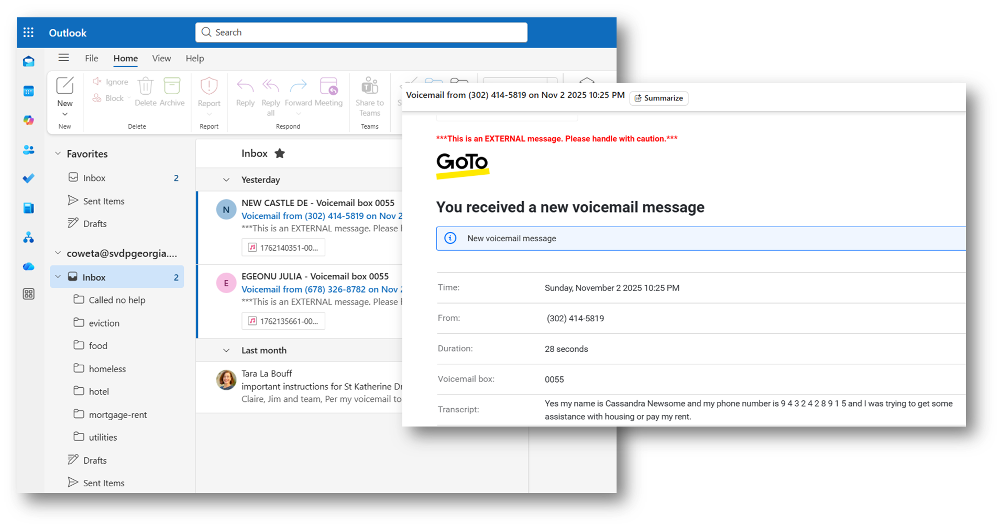 Outlook
Search
File Home View Help
New
New
Ignore
Block
Delete
Archive
Delete
Report
Report
Reply
Reply all
Forward
Meeting
Respond
Share to Teams
Teams
Favorites
Inbox 2
Sent Items
Drafts
coweta@svdpgeorgia....
Inbox 2
Called no help
eviction
food
homeless
hotel
mortgage-rent
utilities
Drafts
Sent Items
Inbox
Yesterday
N
NEW CASTLE DE - Voicemail box 0055
Voicemail from (302) 414-5819 on Nov 2
***This is an EXTERNAL message. Please
1762140351-00...
E
EGEONU JULIA - Voicemail box 0055
Voicemail from (678) 326-8782 on Nov 2
***This is an EXTERNAL message. Please
1762135661-00...
Last month
Tara La Bouff
important instructions for St Katherine
Claire, Jim and team, Per my voicemail to
Voicemail from (302) 414-5819 on Nov 2 2025 10:25 PM Summarize
***This is an EXTERNAL message. Please handle with caution.***
GoTo
You received a new voicemail message
New voicemail message
Time: Sunday, November 2 2025 10:25 PM
From: (302) 414-5819
Duration: 28 seconds
Voicemail box: 0055
Transcript: Yes my name is Cassandra Newsome and my phone number is 9 4 3 2 4 2 8 9 1 5 and I was trying to get some
assistance with housing or pay my rent.